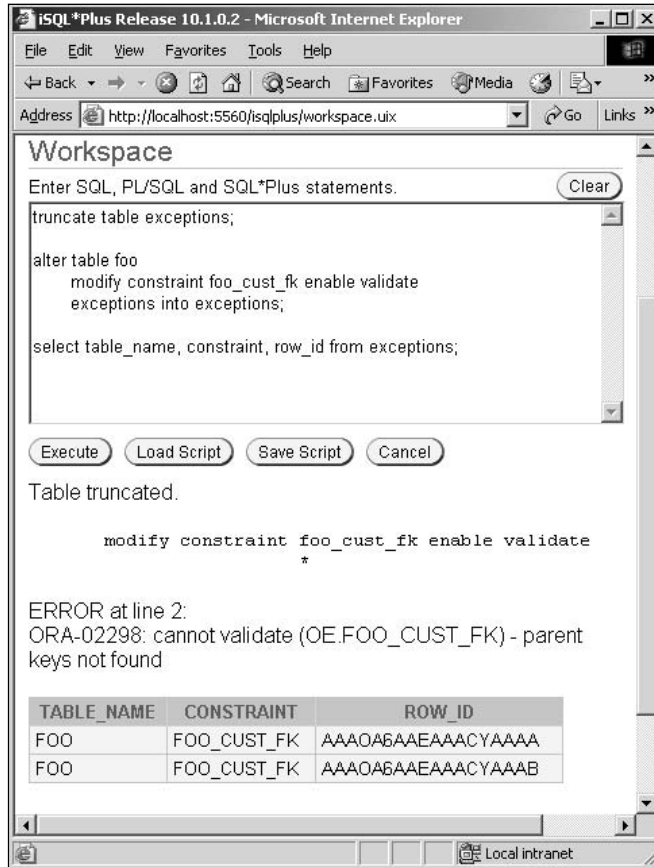 iSQL*Plus Release 10.1.0.2 - Microsoft Internet Explorer
File Edit View Favorites Tools Help
Back Search Favorites Media »
Address http://localhost:5560/isqlplus/workspace.uix Go Links »
Workspace
Enter SQL, PL/SQL and SQL*Plus statements. Clear
truncate table exceptions;
alter table foo
modify constraint foo_cust_fk enable validate
exceptions into exceptions;
select table_name, constraint, row_id from exceptions;
Execute Load Script Save Script Cancel
Table truncated.
modify constraint foo_cust_fk enable validate
*
ERROR at line 2:
ORA-02298: cannot validate (OE.FOO_CUST_FK) - parent
keys not found
TABLE_NAME CONSTRAINT ROW_ID
FOO FOO_CUST_FK AAAOA6AAEAAACYAAAA
FOO FOO_CUST_FK AAAOA6AAEAAACYAAAB
Local intranet